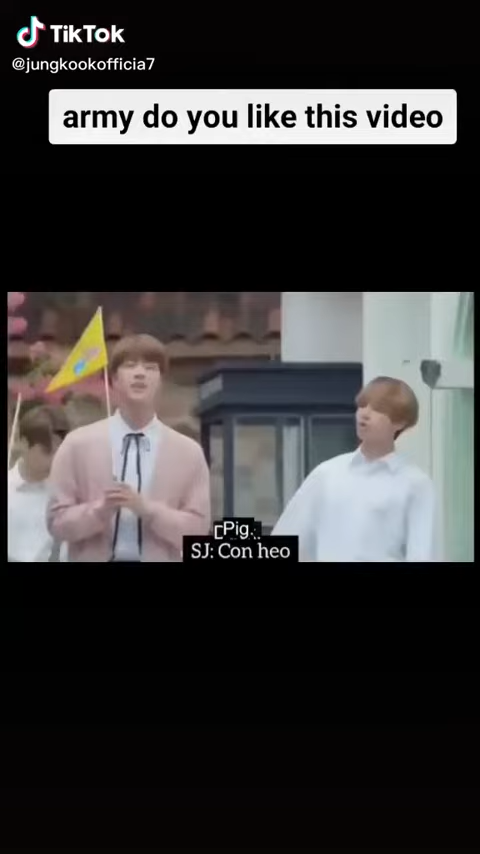 TikTok
@jungkookofficia7
army do you like this video
Pig.
SJ: Con heo